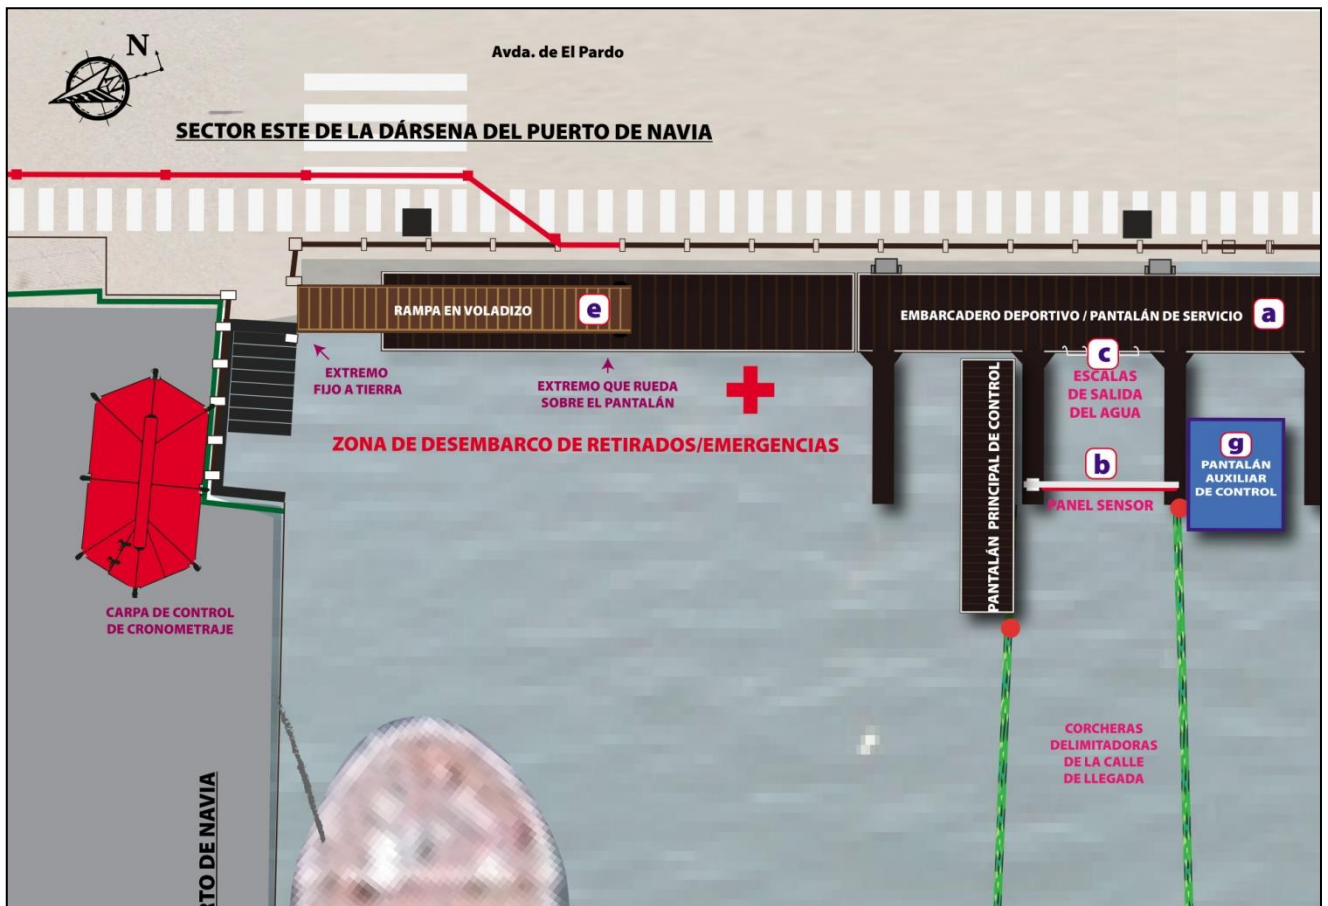 N
Avda. de El Pardo
SECTOR ESTE DE LA DÁRSENA DEL PUERTO DE NAVIA
RAMPA EN VOLADIZO
e
EMBARCADERO DEPORTIVO / PANTALÁN DE SERVICIO
a
EXTREMO
FIJO A TIERRA
EXTREMO QUE RUEDA
SOBRE EL PANTALÁN
c
ESCALAS
DE SALIDA
DEL AGUA
ZONA DE DESEMBARCO DE RETIRADOS/EMERGENCIAS
PANTALÁN PRINCIPAL DE CONTROL
b
PANEL SENSOR
g
PANTALÁN
AUXILIAR
DE CONTROL
CARPA DE CONTROL
DE CRONOMETRAJE
CORCHERAS
DELIMITADORAS
DE LA CALLE
DE LLEGADA
RTO DE NAVIA